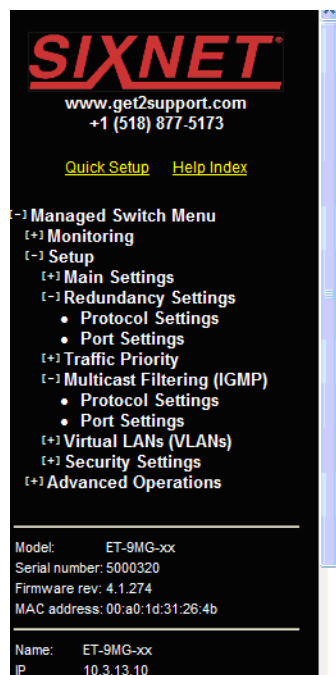 SIXNET
www.get2support.com
+1 (518) 877-5173
Quick Setup Help Index
[-] Managed Switch Menu
[+] Monitoring
[-] Setup
[+] Main Settings
[-] Redundancy Settings
• Protocol Settings
• Port Settings
[+] Traffic Priority
[-] Multicast Filtering (IGMP)
• Protocol Settings
• Port Settings
[+] Virtual LANs (VLANs)
[+] Security Settings
[+] Advanced Operations
Model: ET-9MG-xx
Serial number: 5000320
Firmware rev: 4.1.274
MAC address: 00:a0:1d:31:26:4b
Name: ET-9MG-xx
IP 10.3.13.10